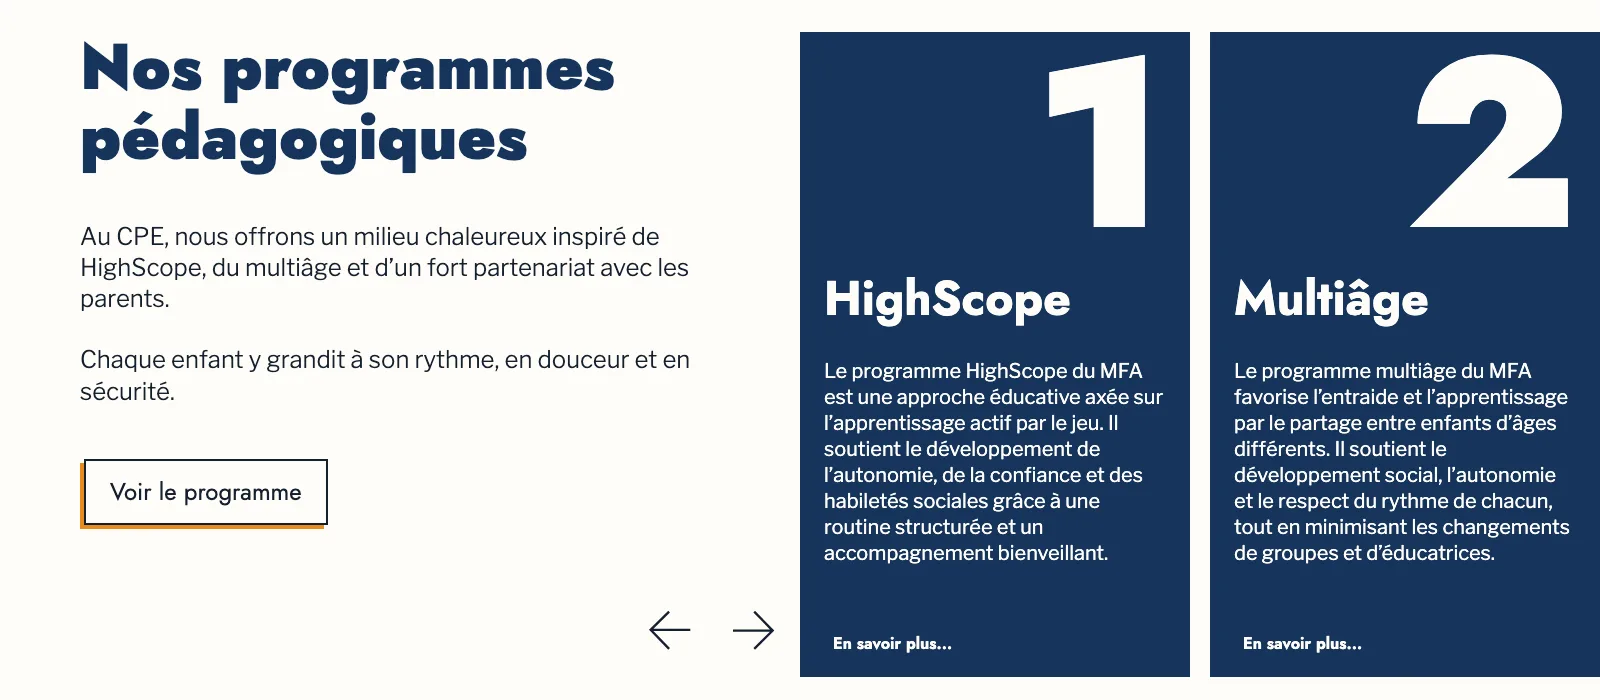 Nos programmes
pédagogiques
Au CPE, nous offrons un milieu chaleureux inspiré de
HighScope, du multiâge et d’un fort partenariat avec les
parents.
Chaque enfant y grandit à son rythme, en douceur et en
sécurité.
Voir le programme
1
HighScope
Le programme HighScope du MFA
est une approche éducative axée sur
l’apprentissage actif par le jeu. Il
soutient le développement de
l’autonomie, de la confiance et des
habiletés sociales grâce à une
routine structurée et un
accompagnement bienveillant.
En savoir plus...
2
Multiâge
Le programme multiâge du MFA
favorise l’entraide et l’apprentissage
par le partage entre enfants d’âges
différents. Il soutient le
développement social, l’autonomie
et le respect du rythme de chacun,
tout en minimisant les changements
de groupes et d’éducatrices.
En savoir plus...